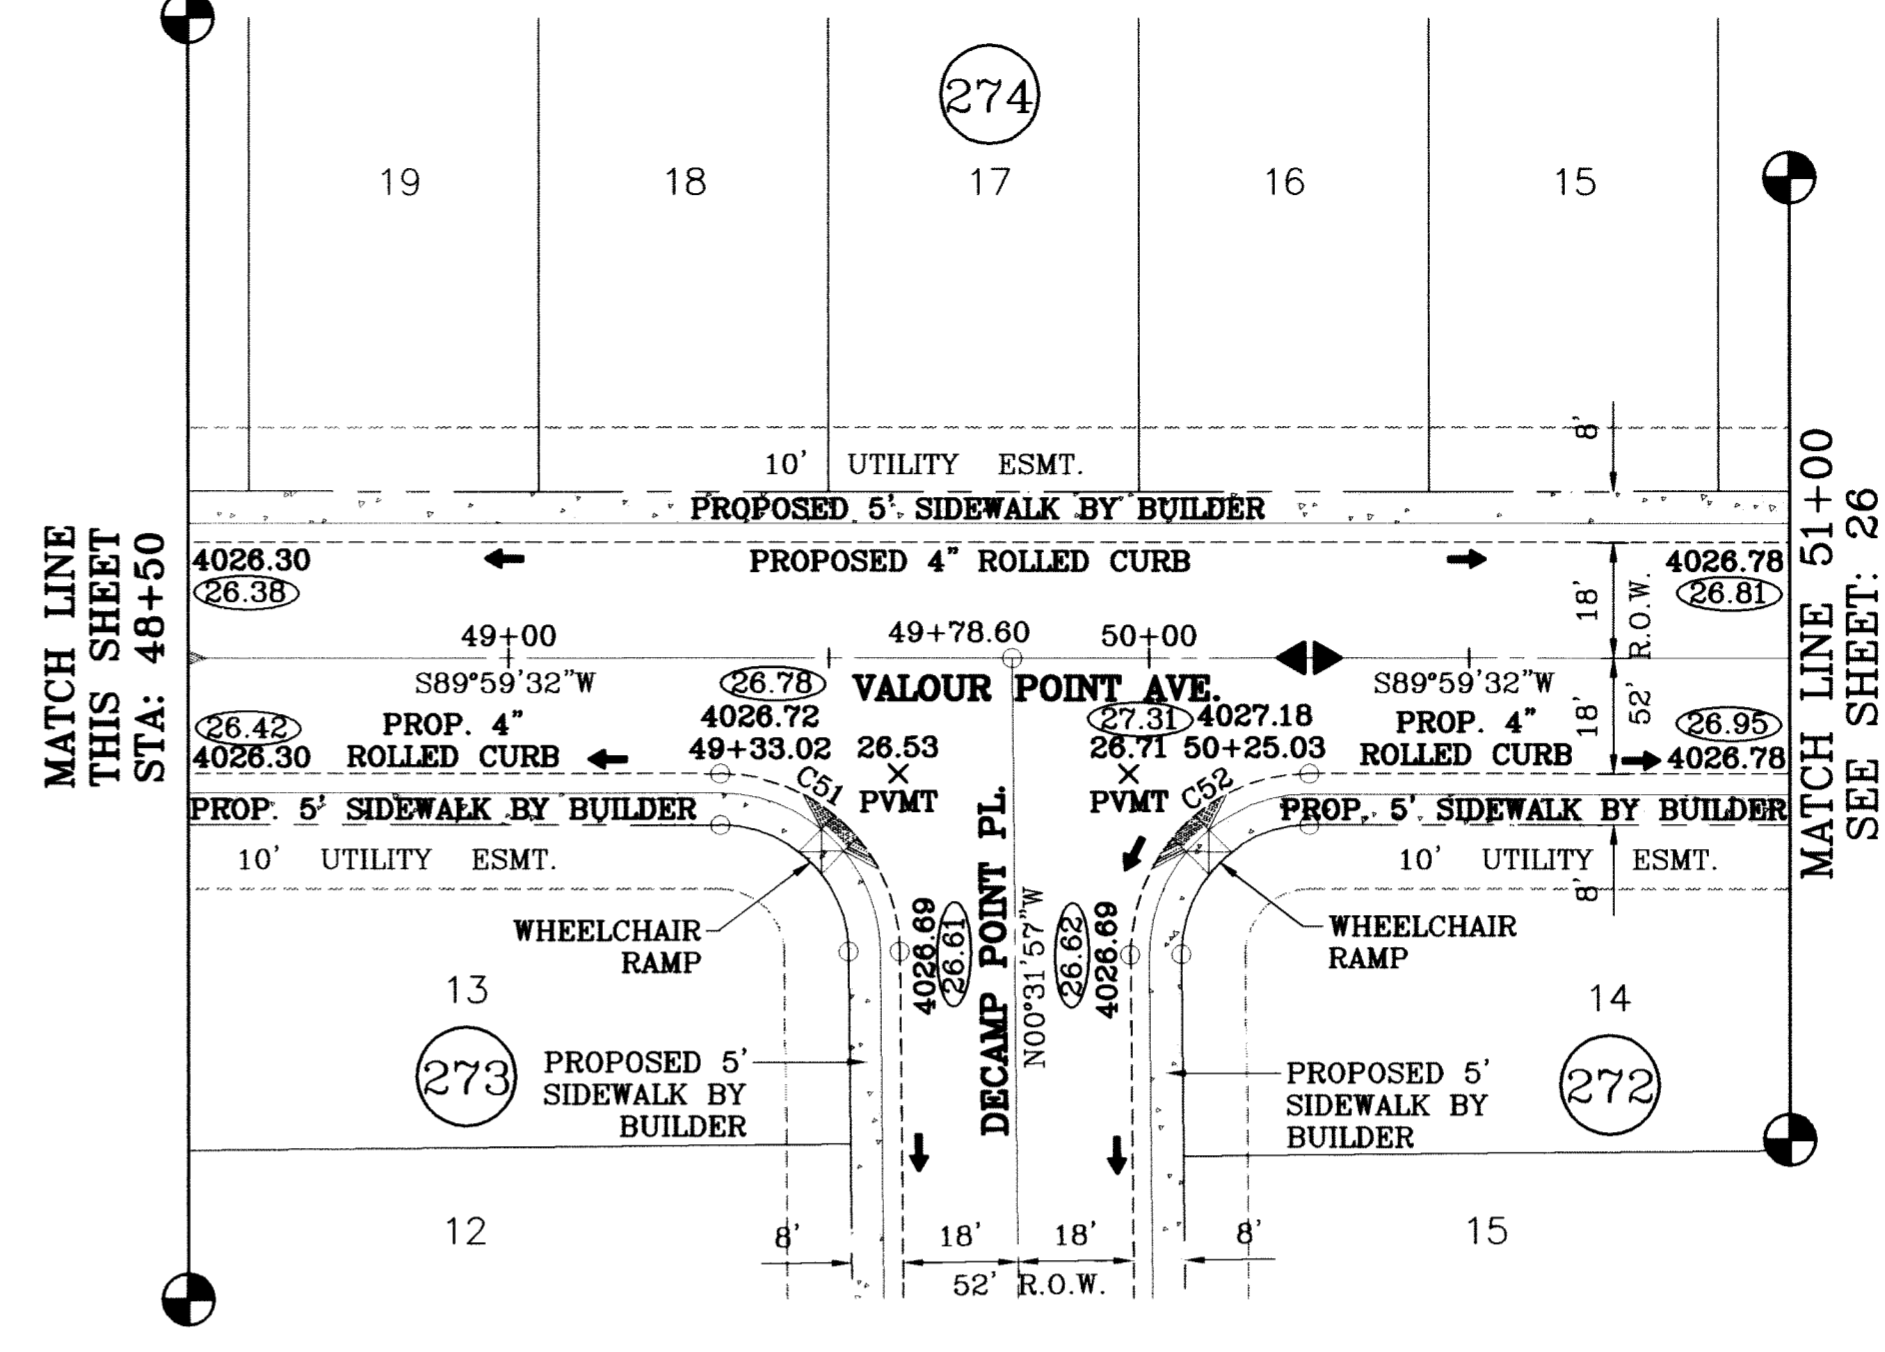 274
19
18
17
16
15
8'
10' UTILITY ESMT.
PROPOSED 5' SIDEWALK BY BUILDER
4026.30
PROPOSED 4" ROLLED CURB
4026.78
26.38
26.81
18'
R.O.W.
MATCH LINE
THIS SHEET
STA: 48+50
MATCH LINE 51+00
SEE SHEET: 26
49+00
49+78.60
50+00
S89°59'32"W
26.78
VALOUR POINT AVE.
S89°59'32"W
18'
52'
26.42
PROP. 4"
4026.72
27.31
4027.18
PROP. 4"
26.95
4026.30
ROLLED CURB
49+33.02
26.53
26.71
50+25.03
ROLLED CURB
4026.78
C51
PVMT
PVMT
C52
PROP. 5' SIDEWALK BY BUILDER
PROP. 5' SIDEWALK BY BUILDER
10' UTILITY ESMT.
10' UTILITY ESMT.
8'
WHEELCHAIR
RAMP
4026.69
26.61
DECAMP POINT PL.
N00°31'57"W
26.62
4026.69
WHEELCHAIR
RAMP
13
14
273
272
PROPOSED 5'
SIDEWALK BY
BUILDER
PROPOSED 5'
SIDEWALK BY
BUILDER
12
15
8'
18'
18'
8'
52' R.O.W.